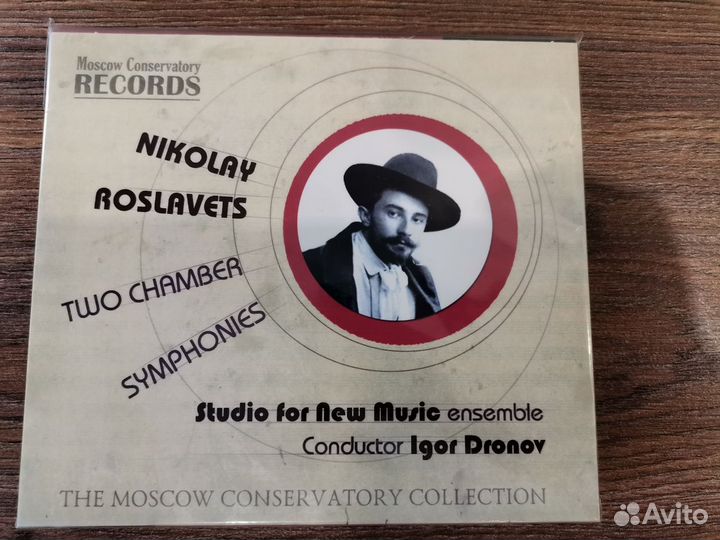 Moscow Conservatory
RECORDS
NIKOLAY
ROSLAVETS
TWO CHAMBER
SYMPHONIES
Studio for New Music ensemble
Conductor Igor Dronov
THE MOSCOW CONSERVATORY COLLECTION
Avito